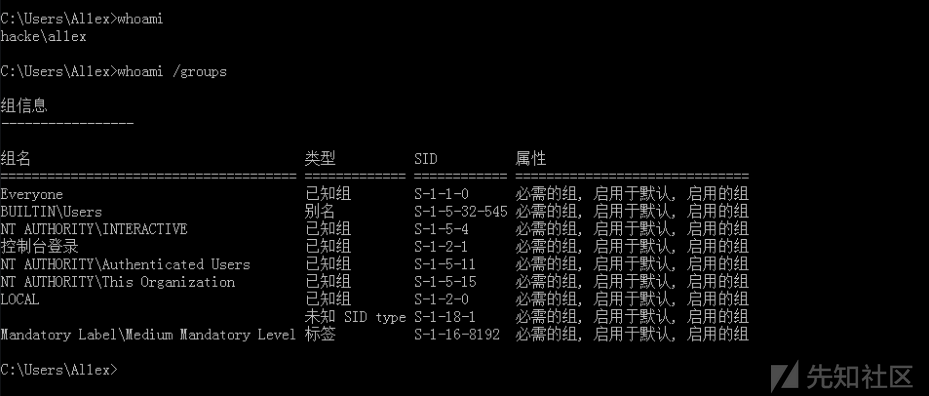 C:\Users\Al1ex>whoami
hacke\al1ex
C:\Users\Al1ex>whoami /groups
组信息
-----------------
组名 类型 SID 属性
====================================== ============= ============ ==============================
Everyone 已知组 S-1-1-0 必需的组, 启用于默认, 启用的组
BUILTIN\Users 别名 S-1-5-32-545 必需的组, 启用于默认, 启用的组
NT AUTHORITY\INTERACTIVE 已知组 S-1-5-4 必需的组, 启用于默认, 启用的组
控制台登录 已知组 S-1-2-1 必需的组, 启用于默认, 启用的组
NT AUTHORITY\Authenticated Users 已知组 S-1-5-11 必需的组, 启用于默认, 启用的组
NT AUTHORITY\This Organization 已知组 S-1-5-15 必需的组, 启用于默认, 启用的组
LOCAL 已知组 S-1-2-0 必需的组, 启用于默认, 启用的组
未知 SID type S-1-18-1 必需的组, 启用于默认, 启用的组
Mandatory Label\Medium Mandatory Level 标签 S-1-16-8192 必需的组, 启用于默认, 启用的组
C:\Users\Al1ex>
先知社区